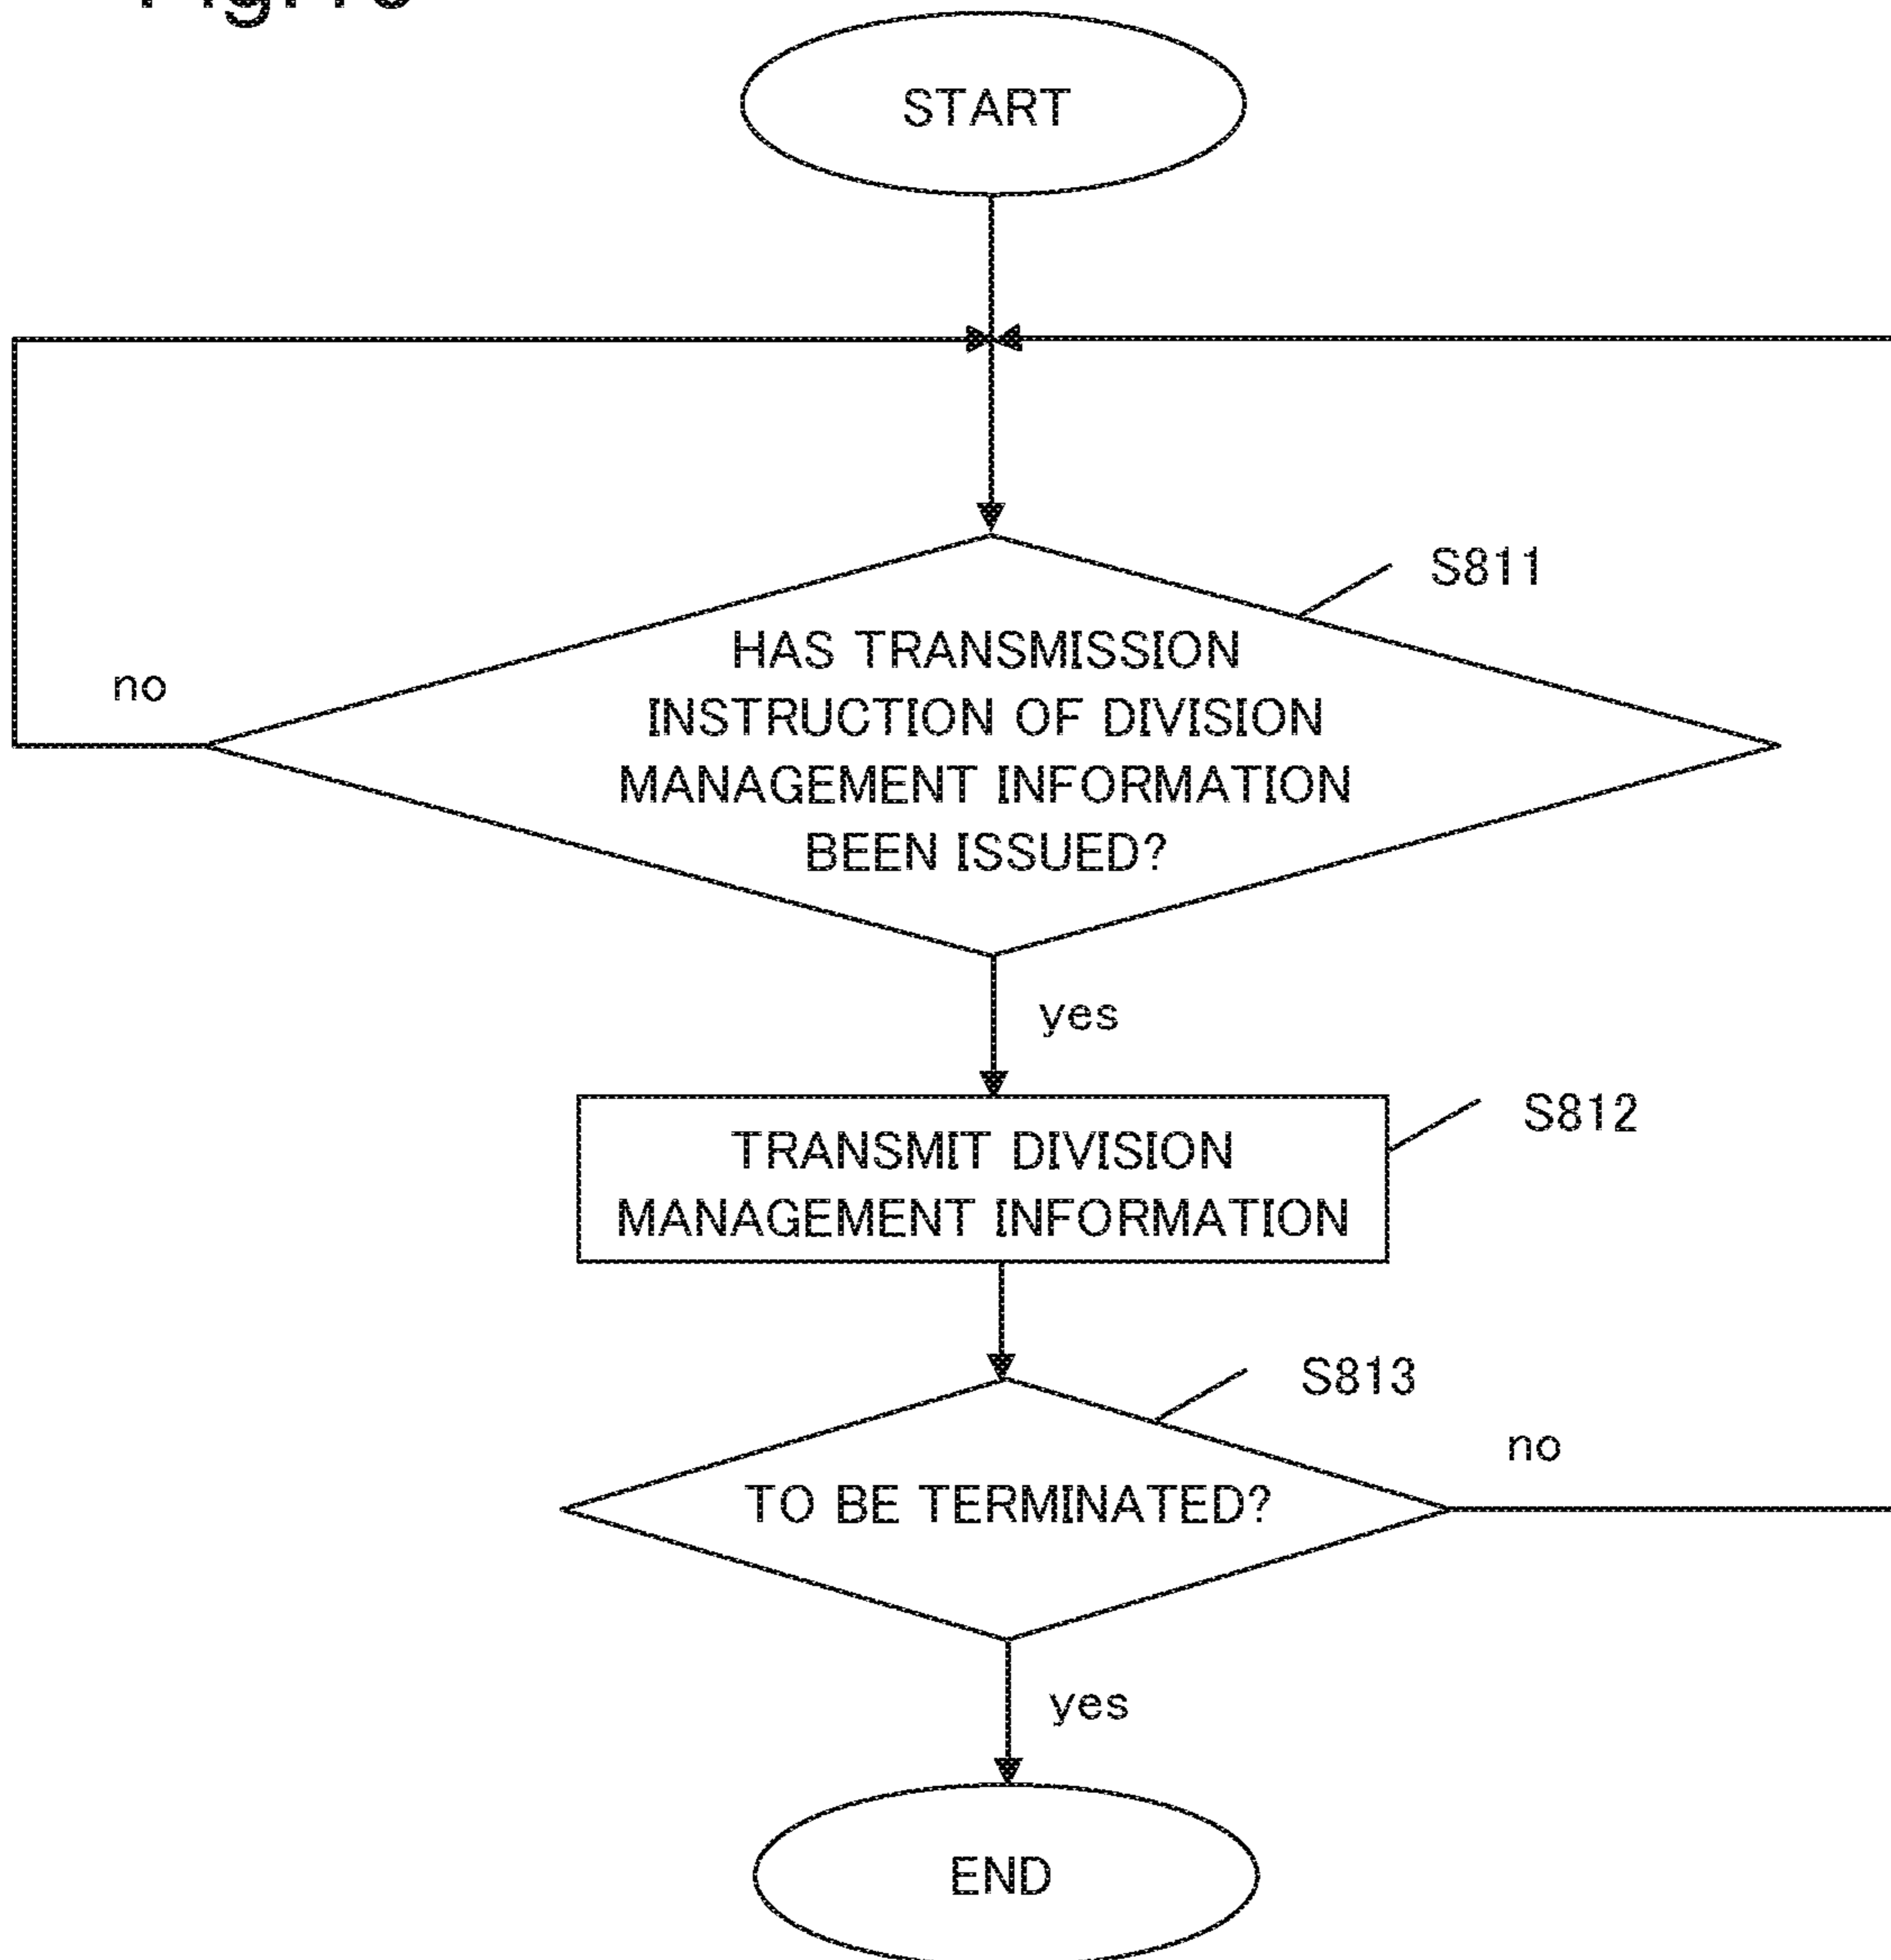 START
S811
HAS TRANSMISSION
INSTRUCTION OF DIVISION
MANAGEMENT INFORMATION
BEEN ISSUED?
no
yes
S812
TRANSMIT DIVISION
MANAGEMENT INFORMATION
S813
TO BE TERMINATED?
no
yes
END